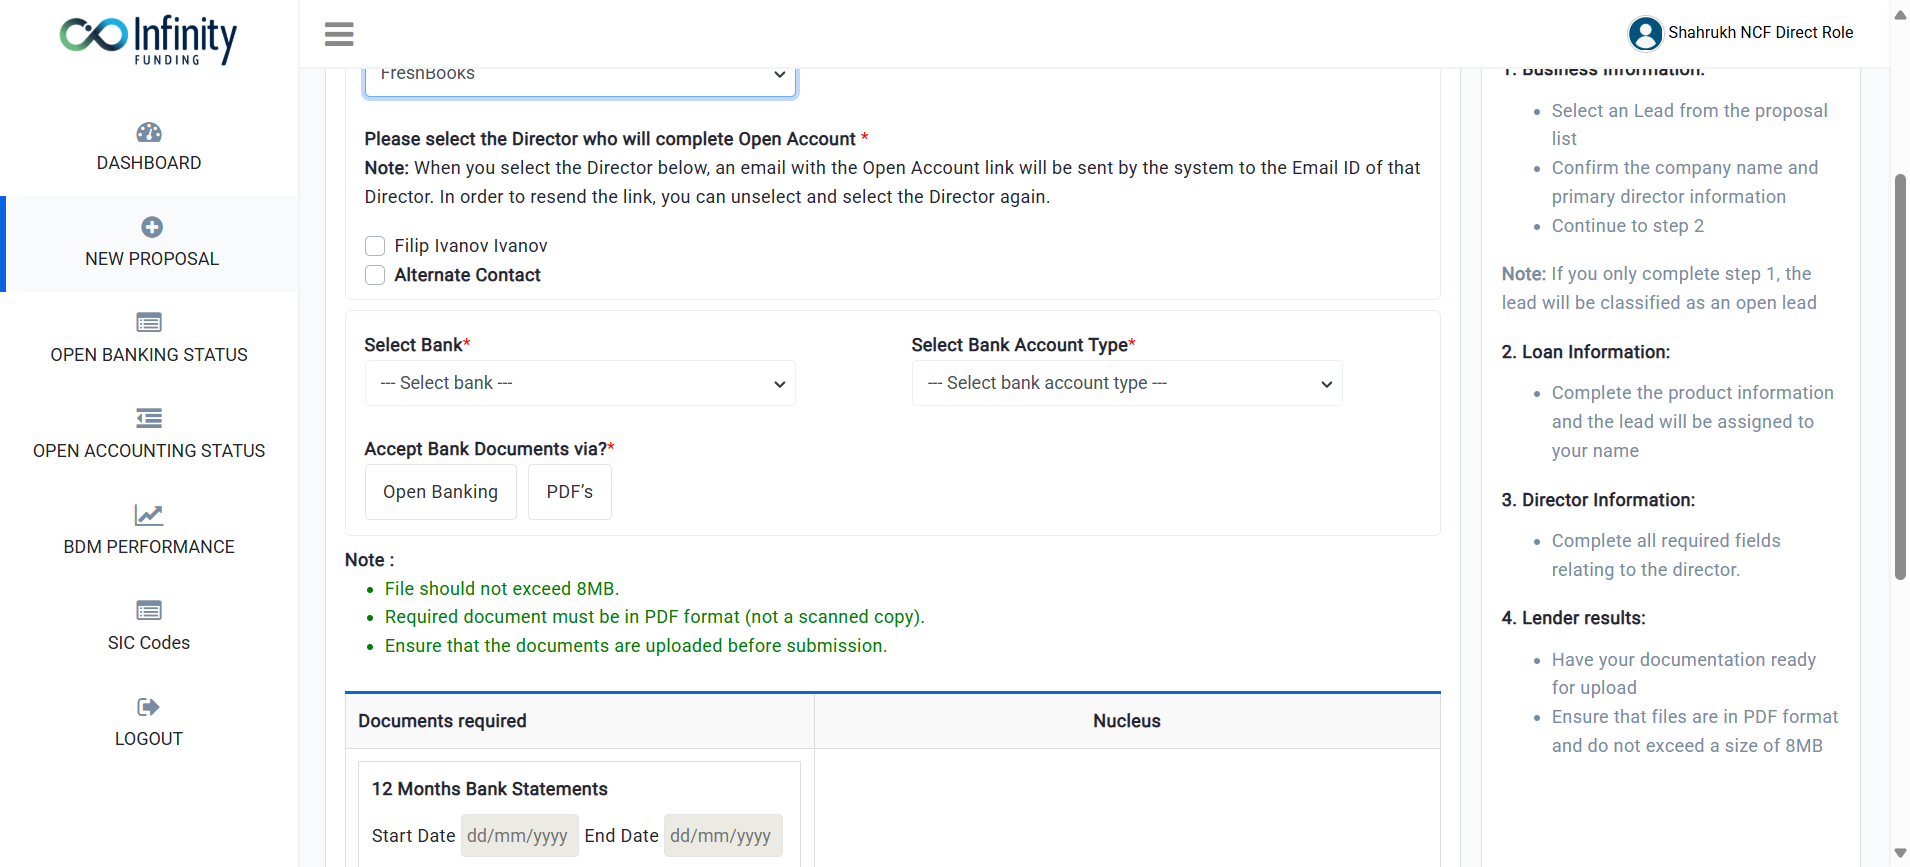 Infinity
FUNDING
Shahrukh NCF Direct Role
DASHBOARD
NEW PROPOSAL
OPEN BANKING STATUS
OPEN ACCOUNTING STATUS
BDM PERFORMANCE
SIC Codes
LOGOUT
FreshBooks
Please select the Director who will complete Open Account *
Note: When you select the Director below, an email with the Open Account link will be sent by the system to the Email ID of that
Director. In order to resend the link, you can unselect and select the Director again.
Filip Ivanov Ivanov
Alternate Contact
Select Bank*
--- Select bank ---
Select Bank Account Type*
--- Select bank account type ---
Accept Bank Documents via?*
Open Banking
PDF’s
Note :
• File should not exceed 8MB.
• Required document must be in PDF format (not a scanned copy).
• Ensure that the documents are uploaded before submission.
Documents required
Nucleus
12 Months Bank Statements
Start Date dd/mm/yyyy End Date dd/mm/yyyy
1. Business Information:
• Select an Lead from the proposal
list
• Confirm the company name and
primary director information
• Continue to step 2
Note: If you only complete step 1, the
lead will be classified as an open lead
2. Loan Information:
• Complete the product information
and the lead will be assigned to
your name
3. Director Information:
• Complete all required fields
relating to the director.
4. Lender results:
• Have your documentation ready
for upload
• Ensure that files are in PDF format
and do not exceed a size of 8MB